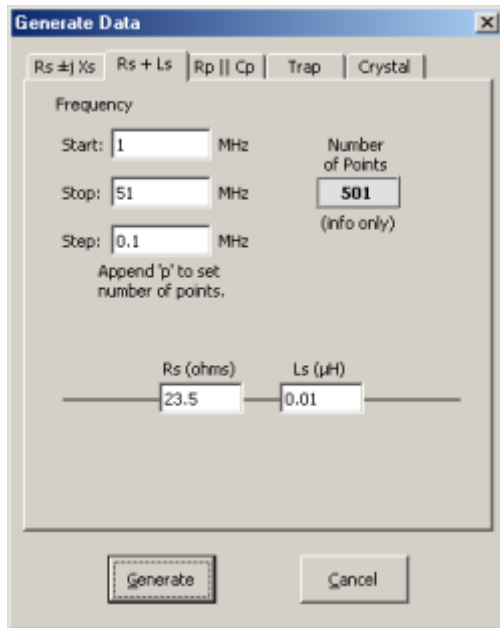 Generate Data
Rs ±j Xs Rs + Ls Rp || Cp Trap Crystal
Frequency
Start: 1 MHz
Number
of Points
Stop: 51 MHz
501
(info only)
Step: 0.1 MHz
Append 'p' to set
number of points.
Rs (ohms) Ls (µH)
23.5 0.01
Generate Cancel